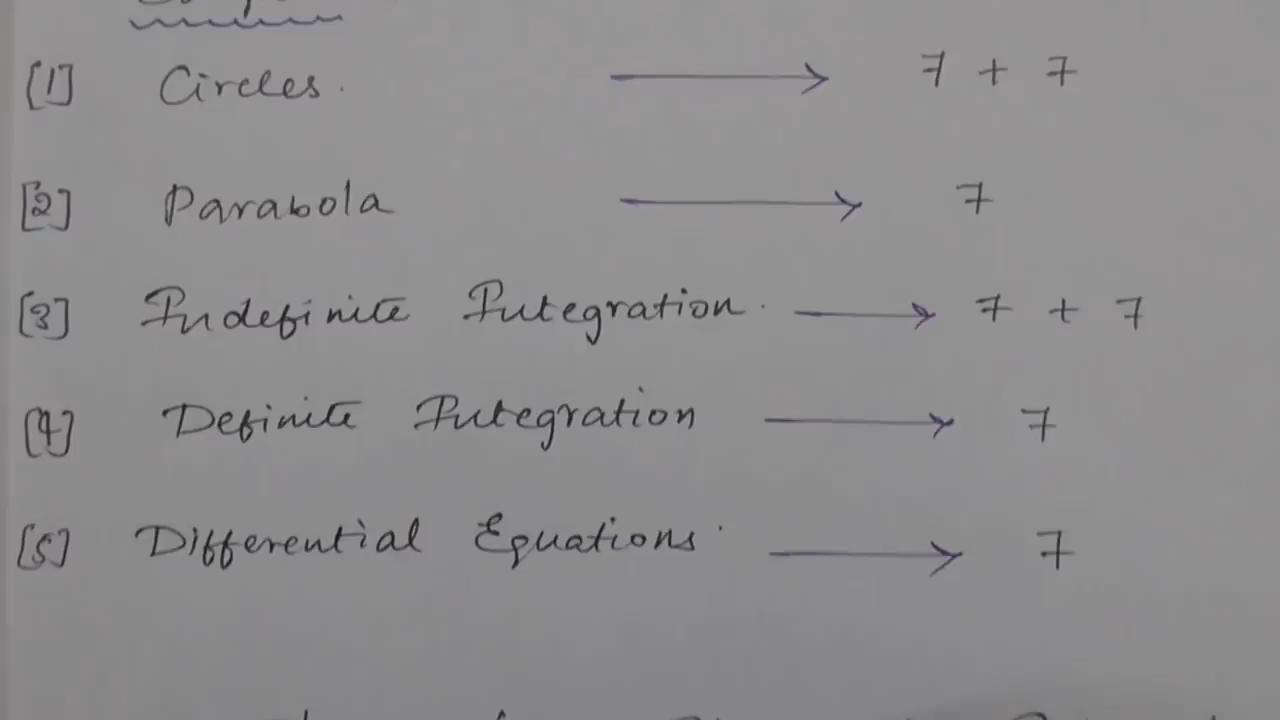 [1] Circles. → 7 + 7
[2] Parabola → 7
[3] Indefinite Integration. → 7 + 7
[4] Definite Integration → 7
[5] Differential Equations. → 7